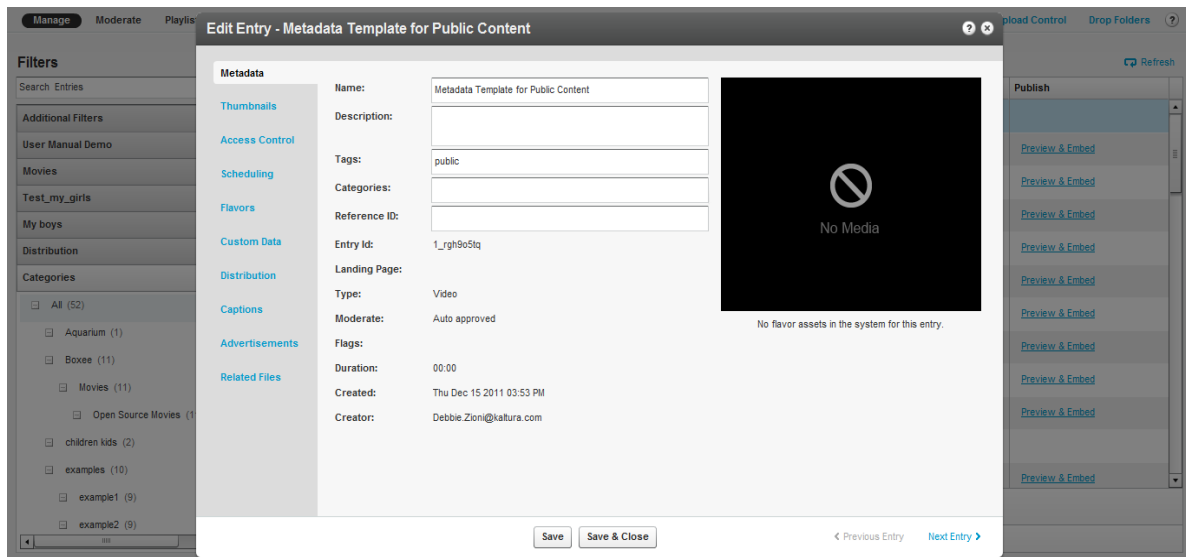 Manage Moderate Playlis
Upload Control Drop Folders ?
Edit Entry - Metadata Template for Public Content ?
Filters
Refresh
Search Entries
Publish
Additional Filters
User Manual Demo
Movies
Test_my_girls
My boys
Distribution
Categories
All (52)
Aquarium (1)
Boxee (11)
Movies (11)
Open Source Movies (1
children kids (2)
examples (10)
example1 (9)
example2 (9)
Metadata
Thumbnails
Access Control
Scheduling
Flavors
Custom Data
Distribution
Captions
Advertisements
Related Files
Name: Metadata Template for Public Content
Description:
Tags: public
Categories:
Reference ID:
Entry Id: 1_rgh9o5tq
Landing Page:
Type: Video
Moderate: Auto approved
Flags:
Duration: 00:00
Created: Thu Dec 15 2011 03:53 PM
Creator: Debbie.Zioni@kaltura.com
No Media
No flavor assets in the system for this entry.
Preview & Embed
Preview & Embed
Preview & Embed
Preview & Embed
Preview & Embed
Preview & Embed
Preview & Embed
Preview & Embed
Preview & Embed
Preview & Embed
Save Save & Close Previous Entry Next Entry